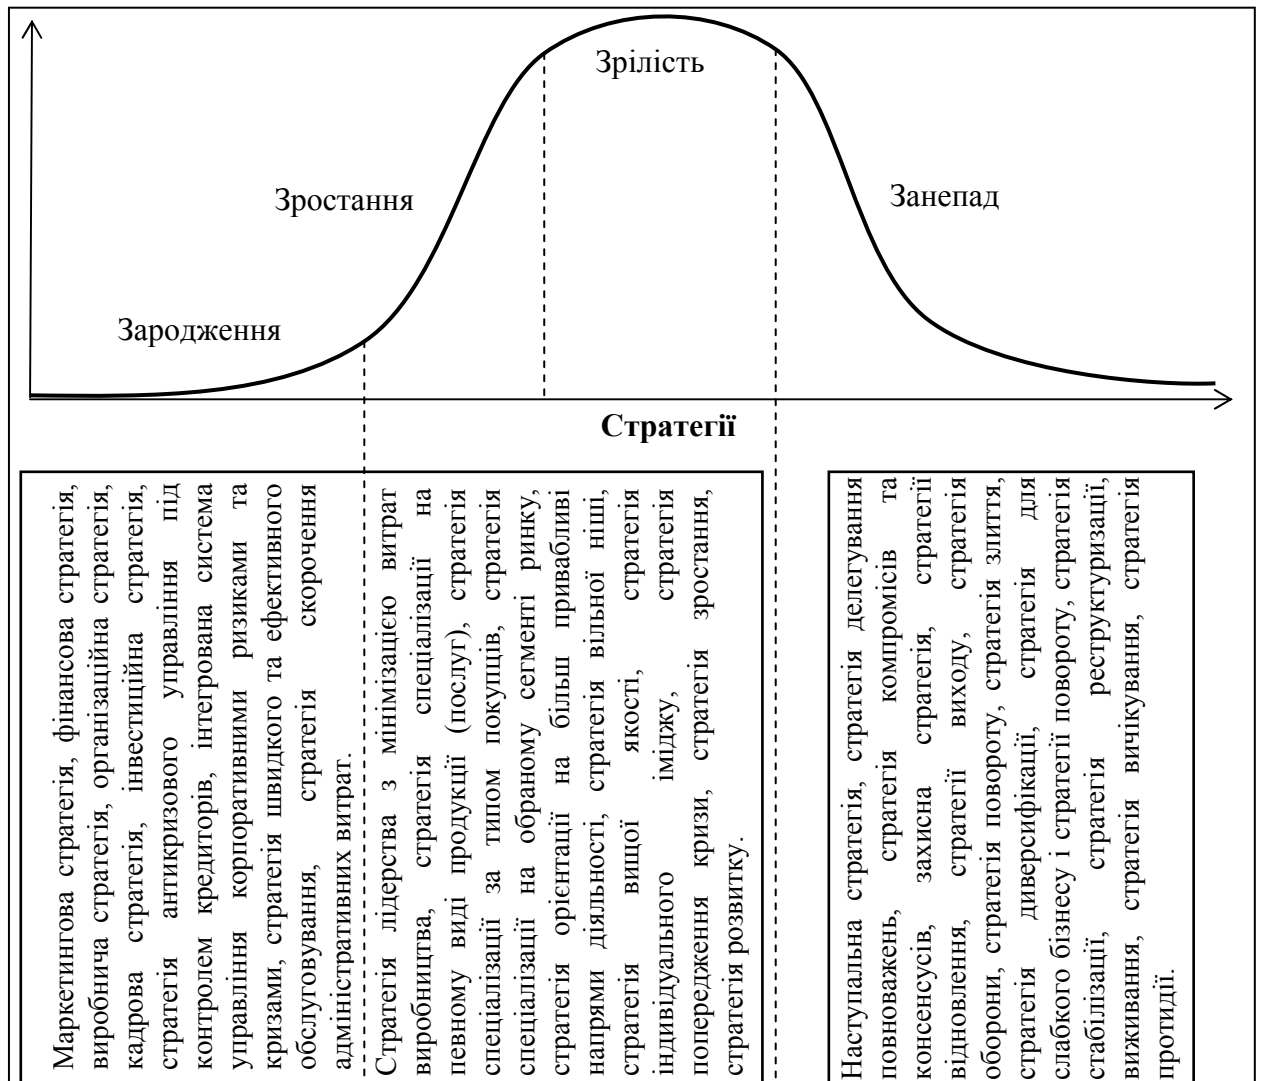 Зрілість
Зростання
Занепад
Зародження
Стратегії
Маркетингова стратегія, фінансова стратегія,
виробнича стратегія, організаційна стратегія,
кадрова стратегія, інвестиційна стратегія,
стратегія антикризового управління під
контролем кредиторів, інтегрована система
управління корпоративними ризиками та
кризами, стратегія швидкого та ефективного
обслуговування, стратегія скорочення
адміністративних витрат.
Стратегія лідерства з мінімізацією витрат
виробництва, стратегія спеціалізації на
певному виді продукції (послуг), стратегія
спеціалізації за типом покупців, стратегія
спеціалізації на обраному сегменті ринку,
стратегія орієнтації на більш привабливі
напрями діяльності, стратегія вільної ніші,
стратегія вищої якості, стратегія
індивідуального іміджу, стратегія
попередження кризи, стратегія зростання,
стратегія розвитку.
Наступальна стратегія, стратегія делегування
повноважень, стратегія компромісів та
консенсусів, захисна стратегія, стратегії
відновлення, стратегії виходу, стратегія
оборони, стратегія повороту, стратегія злиття,
стратегія диверсифікації, стратегія для
слабкого бізнесу і стратегії повороту, стратегія
стабілізації, стратегія реструктуризації,
виживання, стратегія вичікування, стратегія
протидії.